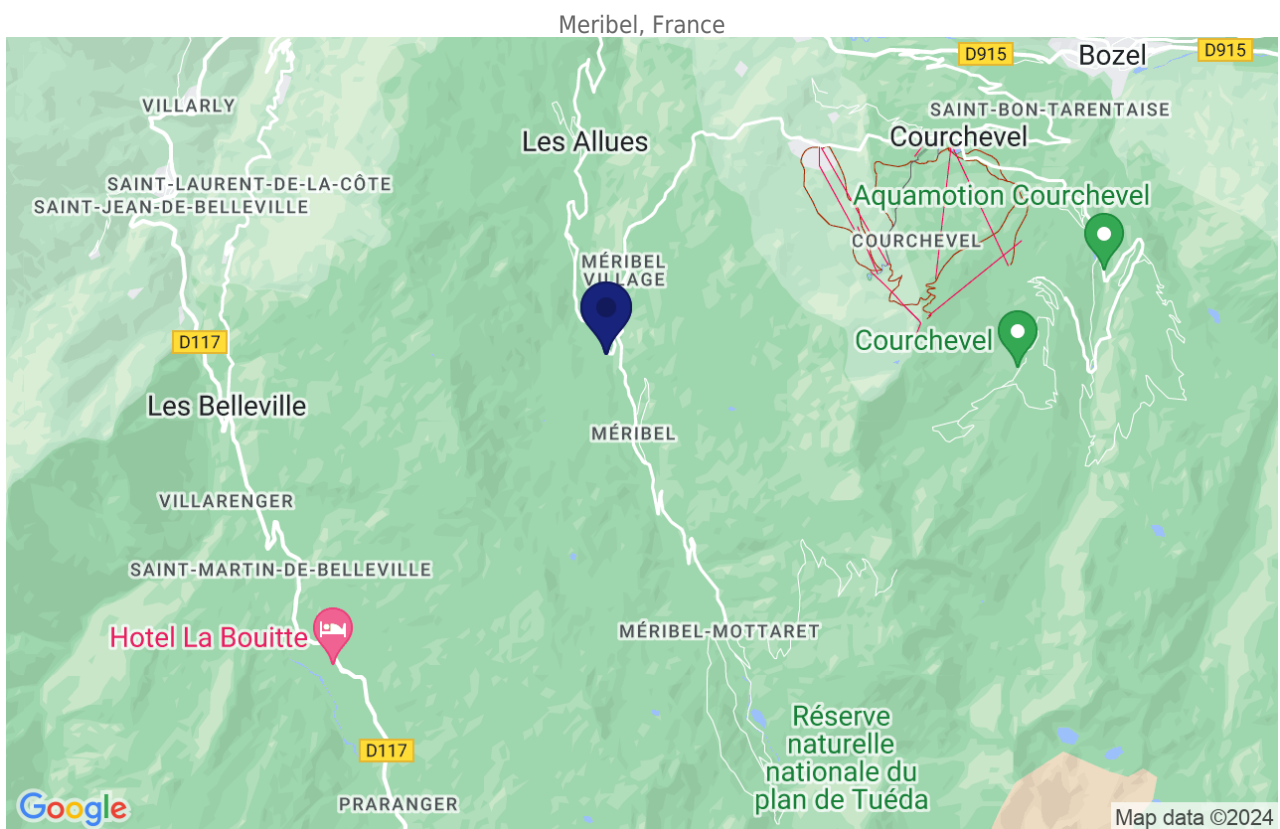 Meribel, France
D915
Bozel
D915
VILLARLY
SAINT-BON-TARENTAISE
Les Allues
Courchevel
SAINT-LAURENT-DE-LA-CÔTE
Aquamotion Courchevel
SAINT-JEAN-DE-BELLEVILLE
COURCHEVEL
MÉRIBEL
VILLAGE
D117
Courchevel
Les Belleville
MÉRIBEL
VILLARENGER
SAINT-MARTIN-DE-BELLEVILLE
Hotel La Bouitte
MÉRIBEL-MOTTARET
Réserve
naturelle
nationale du
plan de Tuéda
D117
PRARANGER
Google
Map data ©2024